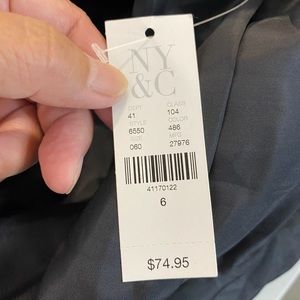 NY
&C
DEPT CLASS
41 104
STYLE COLOR
6550 486
SIZE MFG
060 27976
41170122
6
$74.95